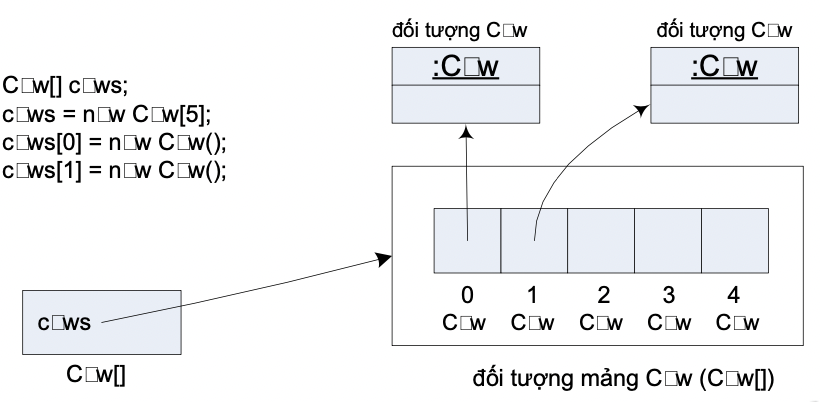 đối tượng C□w
đối tượng C□w
:C□w
:C□w
C□w[] c□ws;
c□ws = n□w C□w[5];
c□ws[0] = n□w C□w();
c□ws[1] = n□w C□w();
0 1 2 3 4
C□w C□w C□w C□w C□w
c□ws
C□w[]
đối tượng mảng C□w (C□w[])